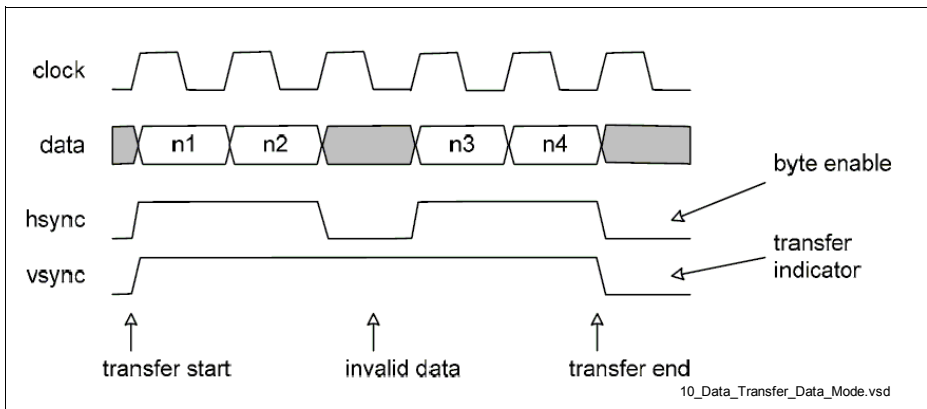 clock
data
n1
n2
n3
n4
byte enable
hsync
transfer
indicator
vsync
transfer start
invalid data
transfer end
10_Data_Transfer_Data_Mode.vsd